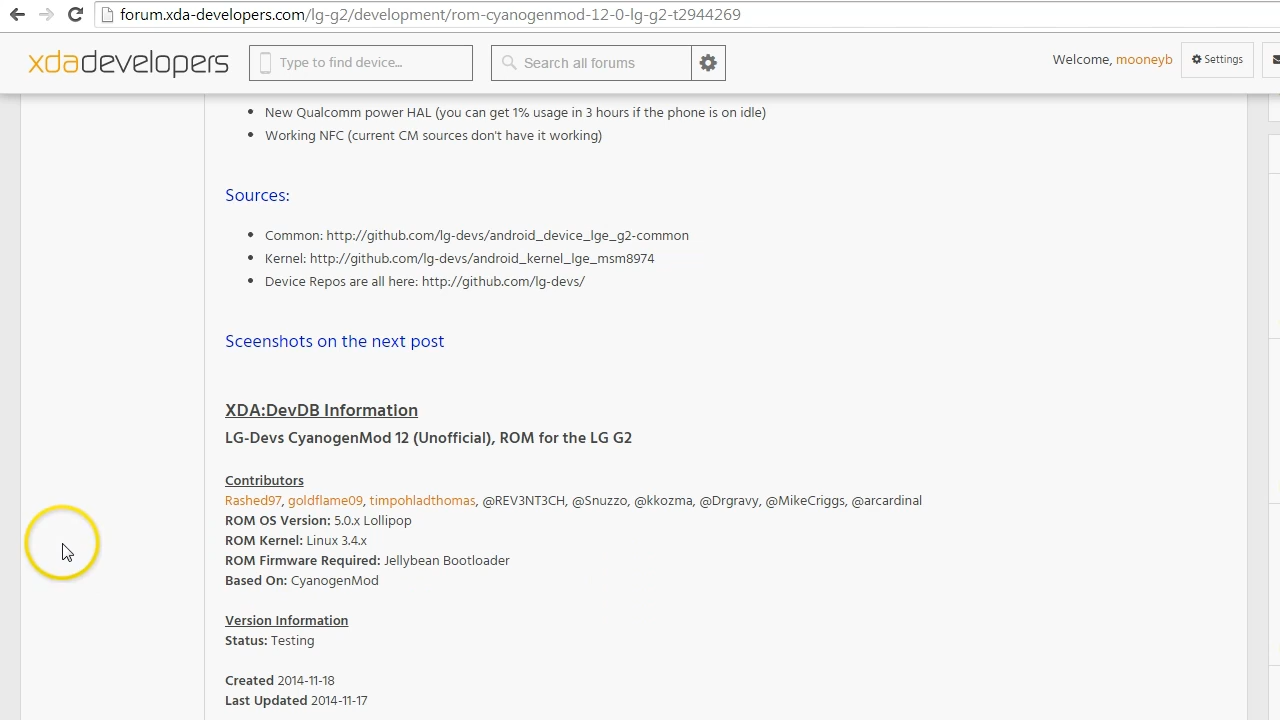 forum.xda-developers.com/lg-g2/development/rom-cyanogenmod-12-0-lg-g2-t2944269
xdadevelopers
Type to find device...
Search all forums
Welcome, mooneyb
Settings
New Qualcomm power HAL (you can get 1% usage in 3 hours if the phone is on idle)
Working NFC (current CM sources don't have it working)
Sources:
Common: http://github.com/lg-devs/android_device_lge_g2-common
Kernel: http://github.com/lg-devs/android_kernel_lge_msm8974
Device Repos are all here: http://github.com/lg-devs/
Sceenshots on the next post
XDA:DevDB Information
LG-Devs CyanogenMod 12 (Unofficial), ROM for the LG G2
Contributors
Rashed97, goldflame09, timpohladthomas, @REV3NT3CH, @Snuzzo, @kkozma, @Drgravy, @MikeCriggs, @arcardinal
ROM OS Version: 5.0.x Lollipop
ROM Kernel: Linux 3.4.x
ROM Firmware Required: Jellybean Bootloader
Based On: CyanogenMod
Version Information
Status: Testing
Created 2014-11-18
Last Updated 2014-11-17